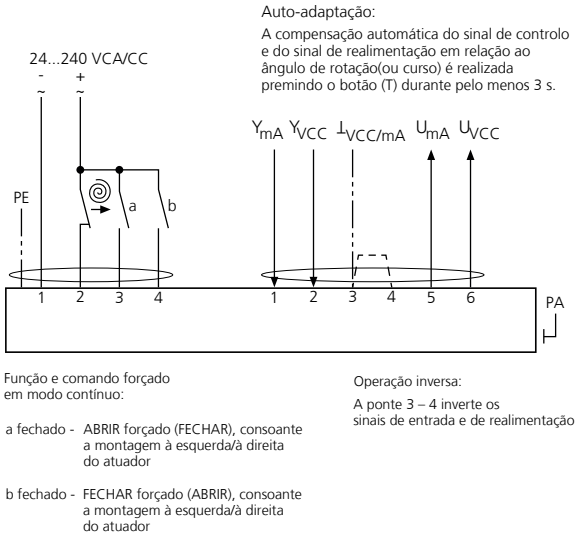 Auto-adaptação:
A compensação automática do sinal de controlo
e do sinal de realimentação em relação ao
ângulo de rotação(ou curso) é realizada
premindo o botão (T) durante pelo menos 3 s.
24...240 VCA/CC
- +
~ ~
YmA YVCC ⊥VCC/mA UmA UVCC
PE
a b
1 2 3 4
1 2 3 4 5 6
PA
Função e comando forçado
em modo contínuo:
a fechado - ABRIR forçado (FECHAR), consoante
a montagem à esquerda/à direita
do atuador
b fechado - FECHAR forçado (ABRIR), consoante
a montagem à esquerda/à direita
do atuador
Operação inversa:
A ponte 3 – 4 inverte os
sinais de entrada e de realimentação